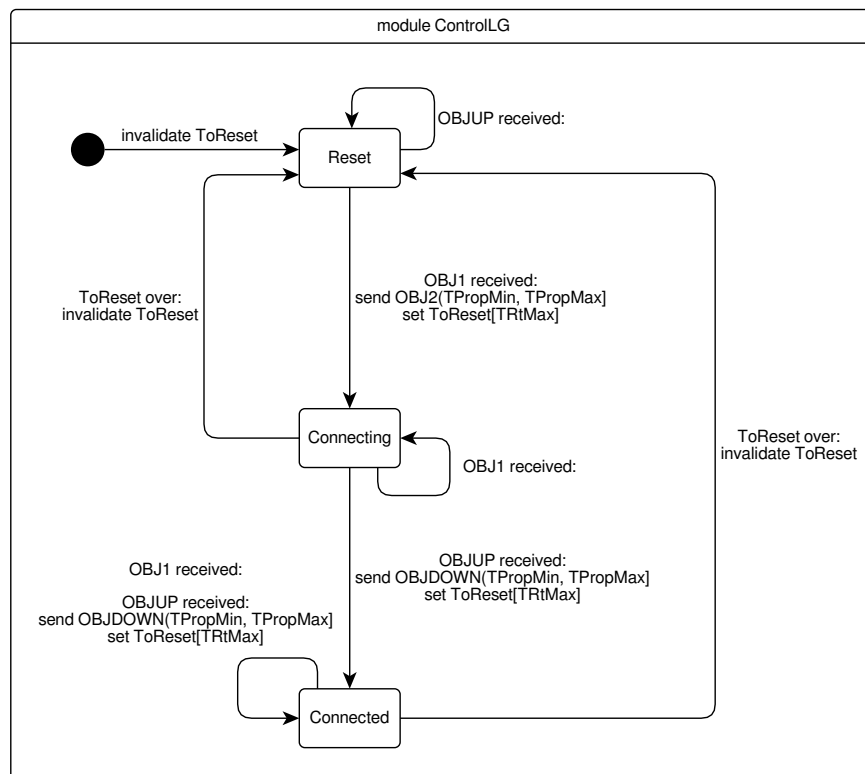 module ControlLG
OBJUP received:
invalidate ToReset
Reset
OBJ1 received:
send OBJ2(TPropMin, TPropMax]
set ToReset[TRtMax]
ToReset over:
invalidate ToReset
Connecting
OBJ1 received:
ToReset over:
invalidate ToReset
OBJ1 received:
OBJUP received:
send OBJDOWN(TPropMin, TPropMax]
set ToReset[TRtMax]
OBJUP received:
send OBJDOWN(TPropMin, TPropMax]
set ToReset[TRtMax]
Connected